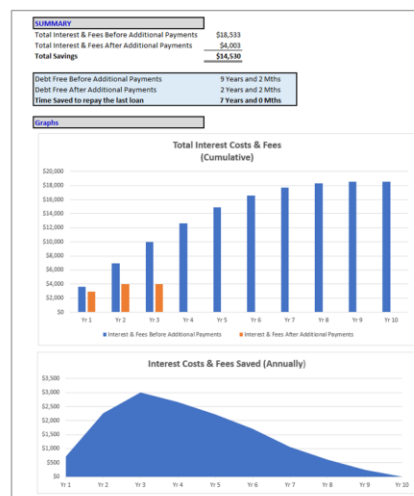 SUMMARY
Total Interest & Fees Before Additional Payments $18,533
Total Interest & Fees After Additional Payments $4,003
Total Savings $14,530
Debt Free Before Additional Payments 9 Years and 2 Mths
Debt Free After Additional Payments 2 Years and 2 Mths
Time Saved to repay the last loan 7 Years and 0 Mths
Graphs
Total Interest Costs & Fees
(Cumulative)
$20,000
$18,000
$16,000
$14,000
$12,000
$10,000
$8,000
$6,000
$4,000
$2,000
$0
Yr 1 Yr 2 Yr 3 Yr 4 Yr 5 Yr 6 Yr 7 Yr 8 Yr 9 Yr 10
Interest & Fees Before Additional Payments Interest & Fees After Additional Payments
Interest Costs & Fees Saved (Annually)
$3,500
$3,000
$2,500
$2,000
$1,500
$1,000
$500
$0
Yr 1 Yr 2 Yr 3 Yr 4 Yr 5 Yr 6 Yr 7 Yr 8 Yr 9 Yr 10